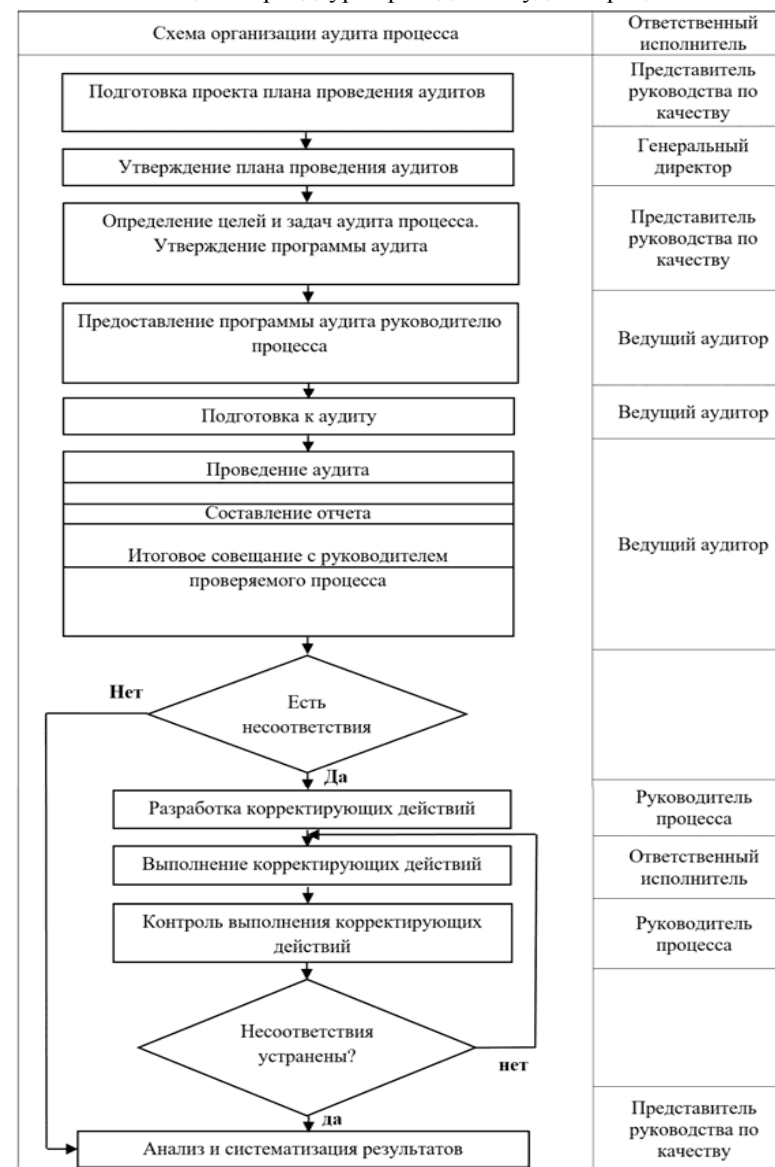 Схема организации аудита процесса
Ответственный
исполнитель
Подготовка проекта плана проведения аудитов
Представитель
руководства по
качеству
Утверждение плана проведения аудитов
Генеральный
директор
Определение целей и задач аудита процесса.
Утверждение программы аудита
Представитель
руководства по
качеству
Предоставление программы аудита руководителю
процесса
Ведущий аудитор
Подготовка к аудиту
Ведущий аудитор
Проведение аудита
Составление отчета
Итоговое совещание с руководителем
проверяемого процесса
Ведущий аудитор
Нет
Есть
несоответствия
Да
Разработка корректирующих действий
Руководитель
процесса
Выполнение корректирующих действий
Ответственный
исполнитель
Контроль выполнения корректирующих
действий
Руководитель
процесса
Несоответствия
устранены?
нет
да
Анализ и систематизация результатов
Представитель
руководства по
качеству